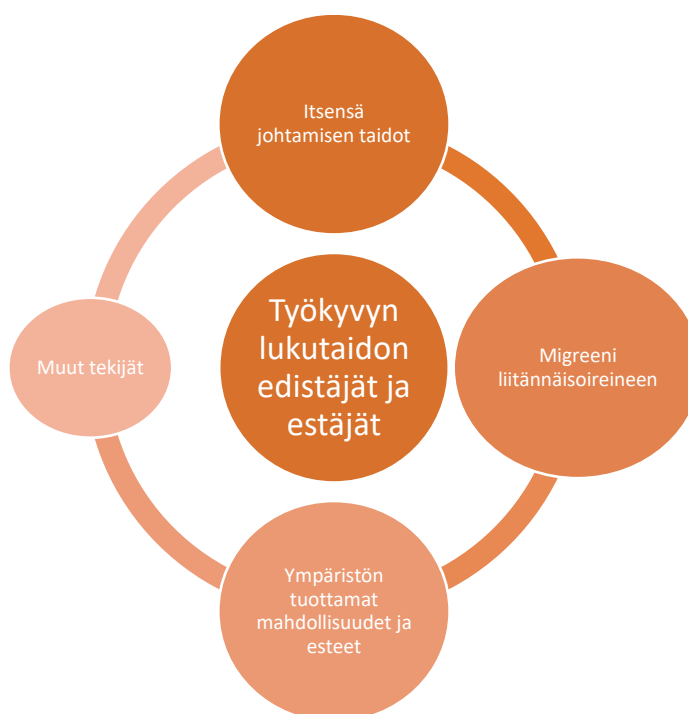 Itsensä
johtamisen taidot
Työkyvyn
lukutaidon
edistäjät ja
estäjät
Muut tekijät
Migreeni
liitännäisoireineen
Ympäristön
tuottamat
mahdollisuudet ja
esteet